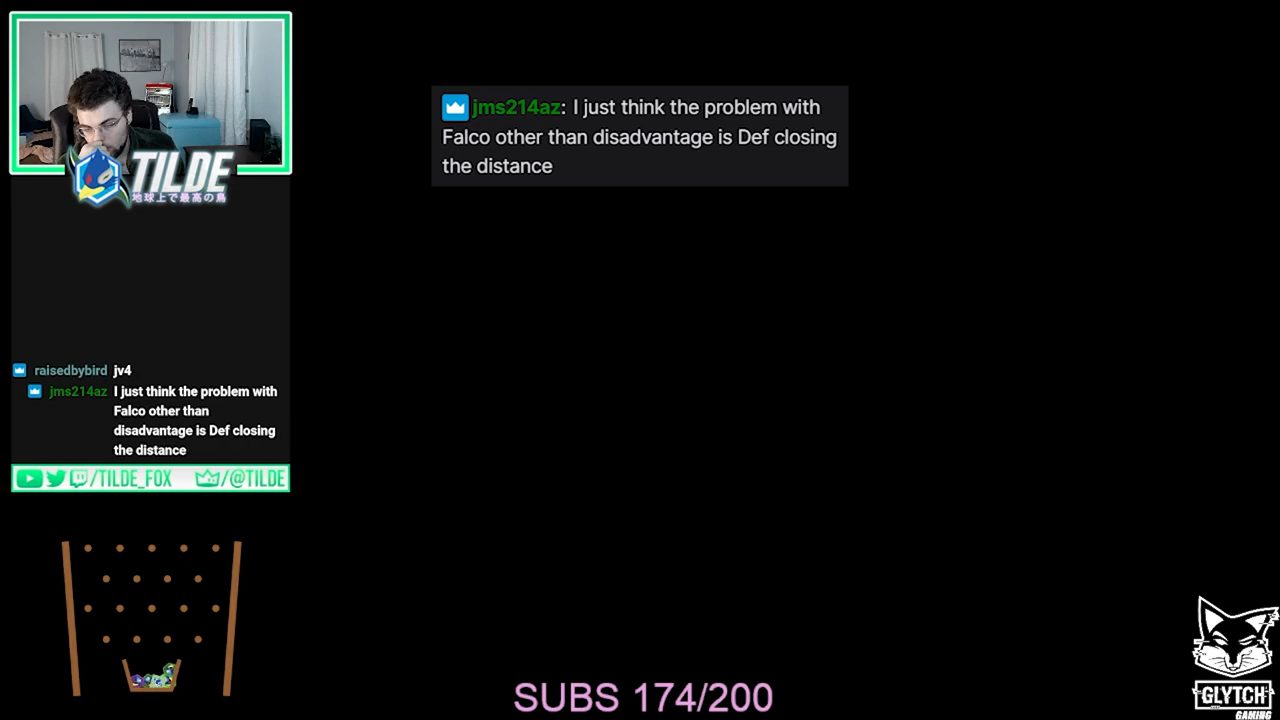 jms214az: I just think the problem with
Falco other than disadvantage is Def closing
the distance
TILDE
地球上で最高の鳥
raisedbybird jv4
jms214az I just think the problem with
Falco other than
disadvantage is Def closing
the distance
/TILDE_FOX /@TILDE
SUBS 174/200
GLYTCH
GAMING